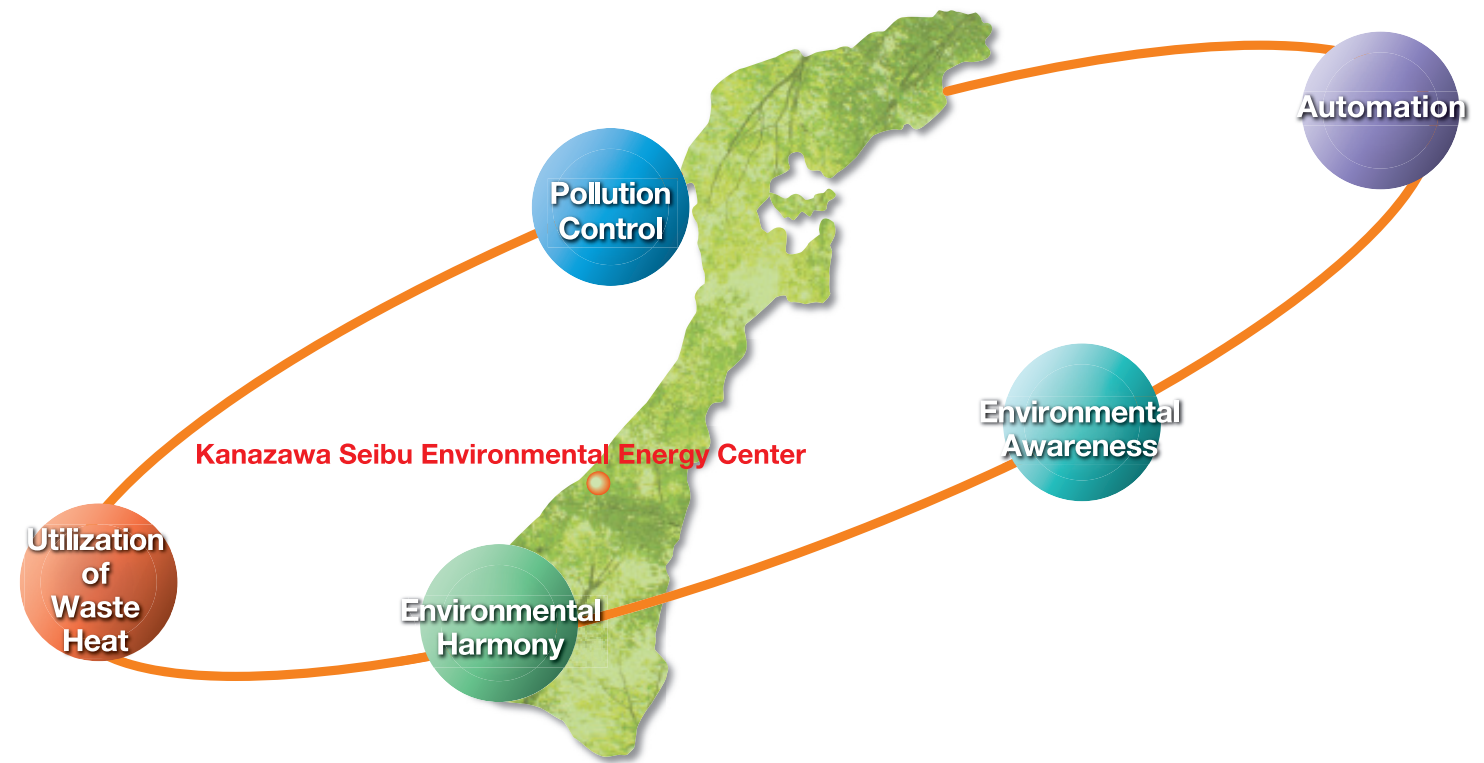 Automation
Pollution
Control
Environmental
Awareness
Kanazawa Seibu Environmental Energy Center
Utilization
of
Waste
Heat
Environmental
Harmony